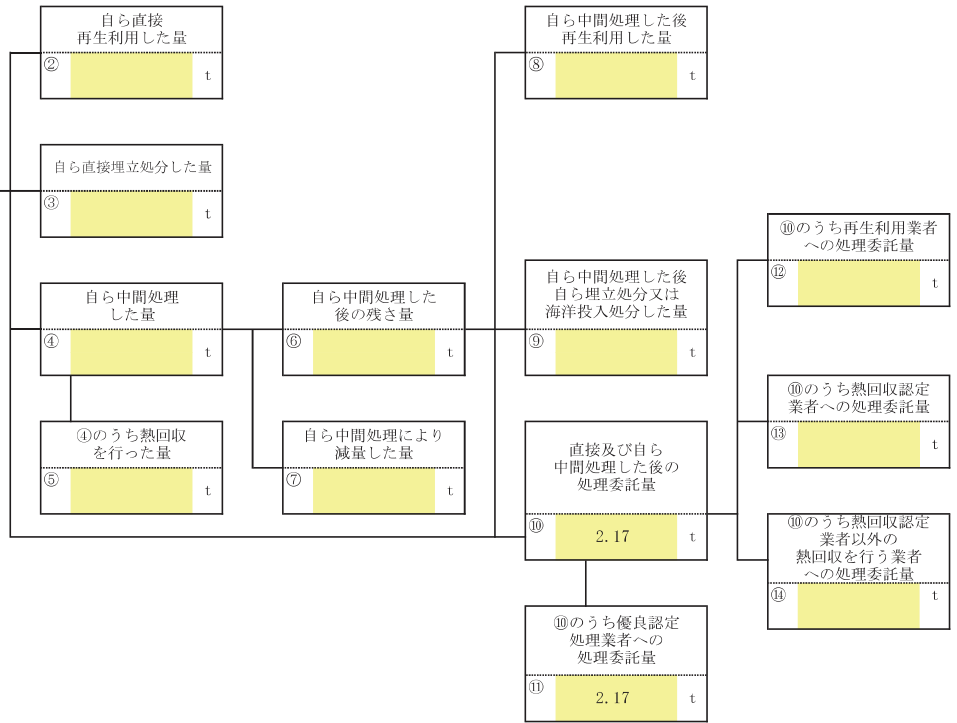 自ら直接
再生利用した量
②
t
自ら中間処理した後
再生利用した量
⑧
t
自ら直接埋立処分した量
③
t
⑩のうち再生利用業者
への処理委託量
⑫
t
自ら中間処理
した量
④
t
自ら中間処理した
後の残さ量
⑥
t
自ら中間処理した後
自ら埋立処分又は
海洋投入処分した量
⑨
t
⑩のうち熱回収認定
業者への処理委託量
⑬
t
④のうち熱回収
を行った量
⑤
t
自ら中間処理により
減量した量
⑦
t
直接及び自ら
中間処理した後の
処理委託量
⑩
2.17
t
⑩のうち熱回収認定
業者以外の
熱回収を行う業者
への処理委託量
⑭
t
⑩のうち優良認定
処理業者への
処理委託量
⑪
2.17
t